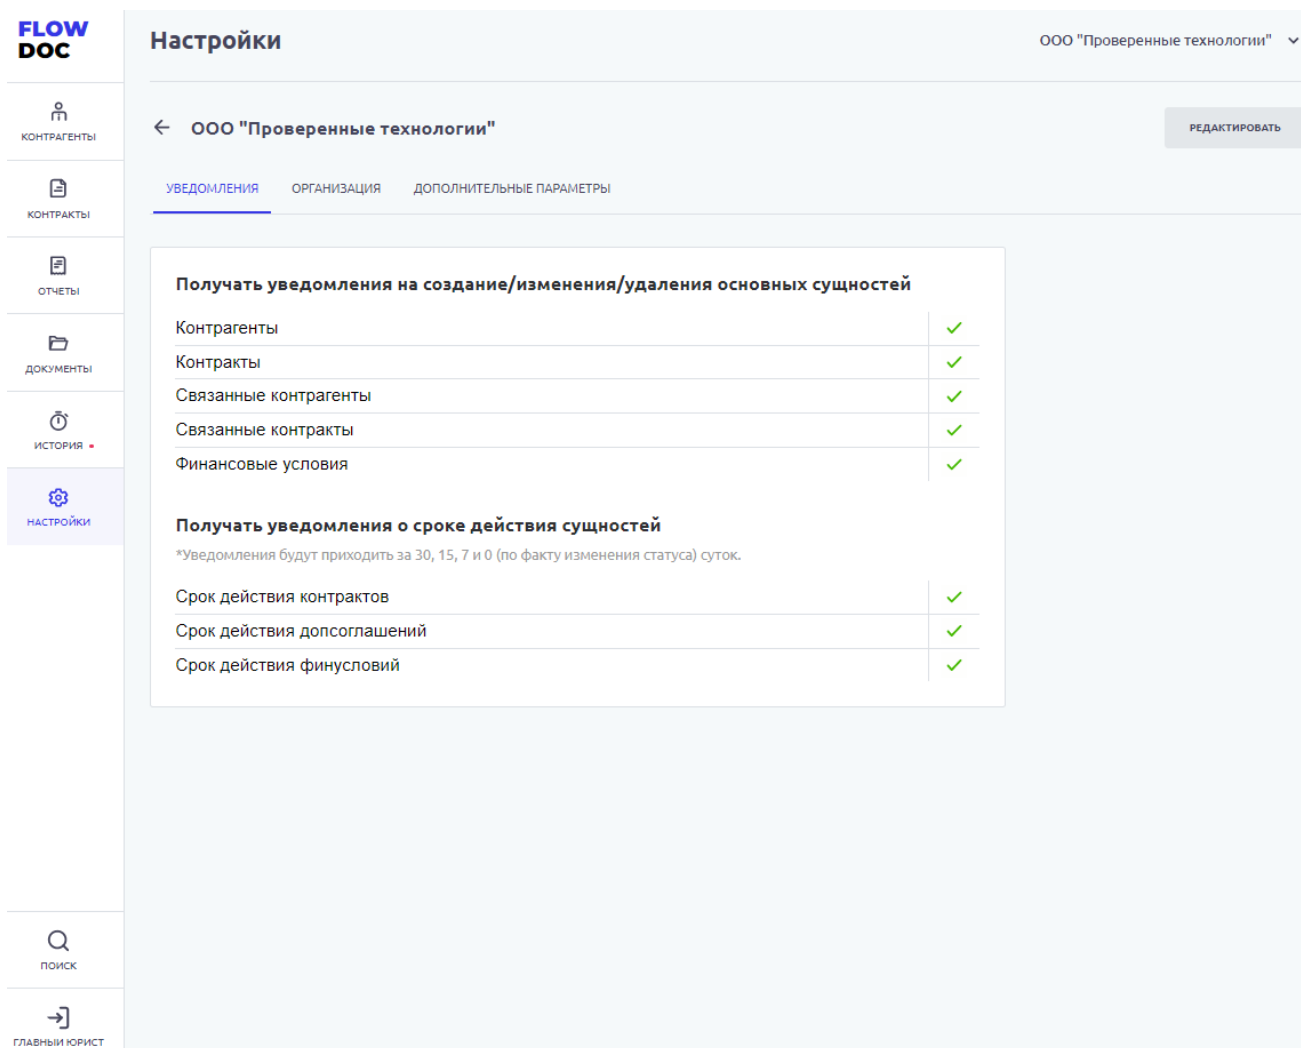 FLOW
DOC
Настройки
ООО "Проверенные технологии"
КОНТРАГЕНТЫ
КОНТРАКТЫ
ОТЧЕТЫ
ДОКУМЕНТЫ
ИСТОРИЯ
НАСТРОЙКИ
ПОИСК
ГЛАВНЫЙ ЮРИСТ
ООО "Проверенные технологии"
РЕДАКТИРОВАТЬ
УВЕДОМЛЕНИЯ ОРГАНИЗАЦИЯ ДОПОЛНИТЕЛЬНЫЕ ПАРАМЕТРЫ
Получать уведомления на создание/изменения/удаления основных сущностей
Контрагенты
Контракты
Связанные контрагенты
Связанные контракты
Финансовые условия
Получать уведомления о сроке действия сущностей
*Уведомления будут приходить за 30, 15, 7 и 0 (по факту изменения статуса) суток.
Срок действия контрактов
Срок действия допсоглашений
Срок действия финусловий